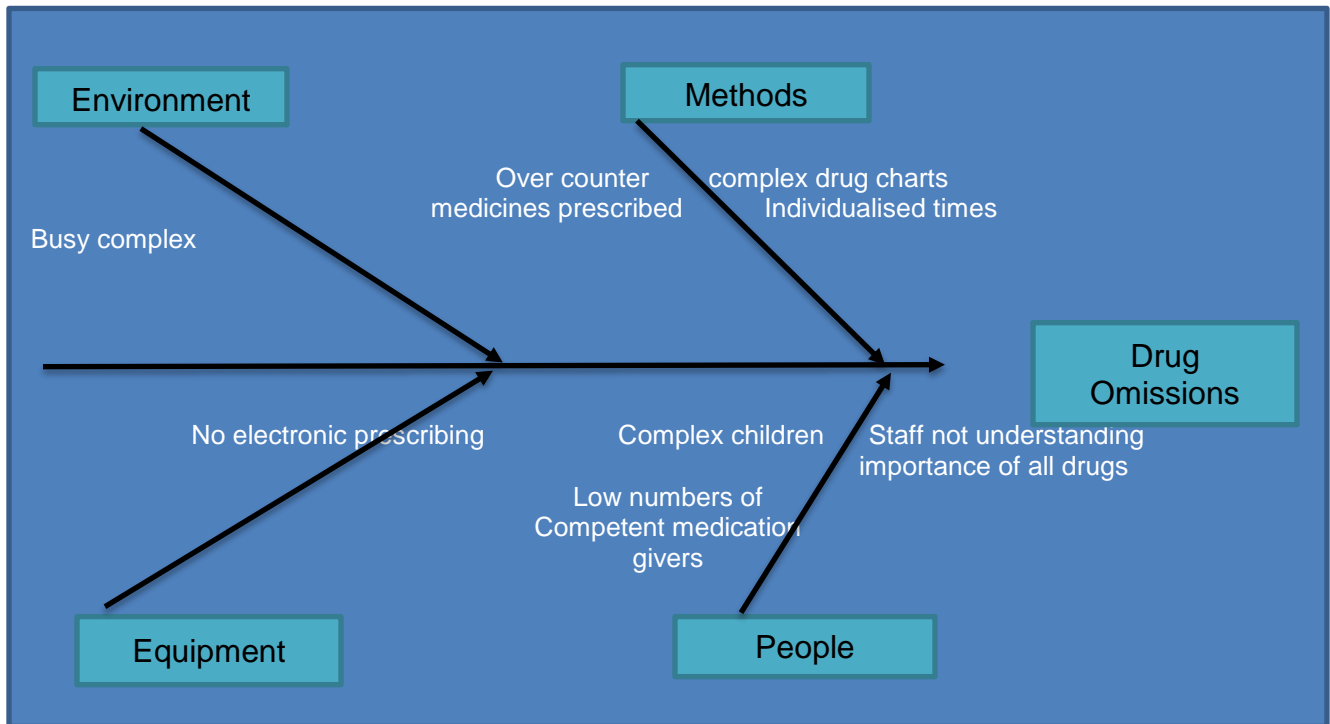 Environment
Methods
Over counter
medicines prescribed
complex drug charts
Individualised times
Busy complex
Drug
Omissions
No electronic prescribing
Complex children
Staff not understanding
importance of all drugs
Low numbers of
Competent medication
givers
Equipment
People